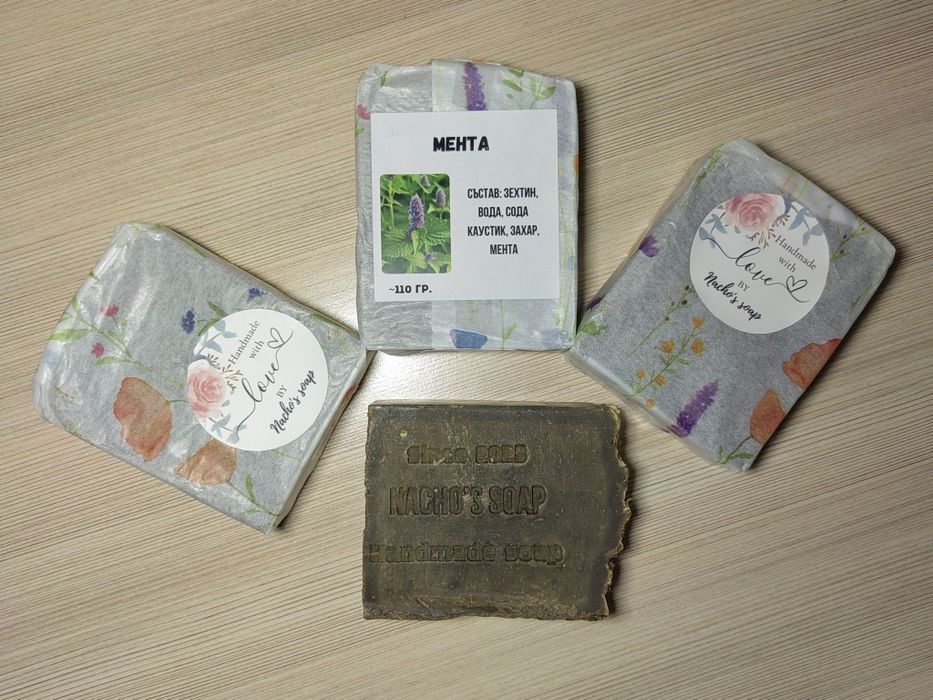 МЕНТА
СЪСТАВ: ЗЕХТИН,
ВОДА, СОДА
КАУСТИК, ЗАХАР,
МЕНТА
~110 ГР.
Handmade
with
love
BY
Nacho's soap
Handmade
with
love
BY
Nacho's soap
since
NACHO'S SOAP
Handmade soap